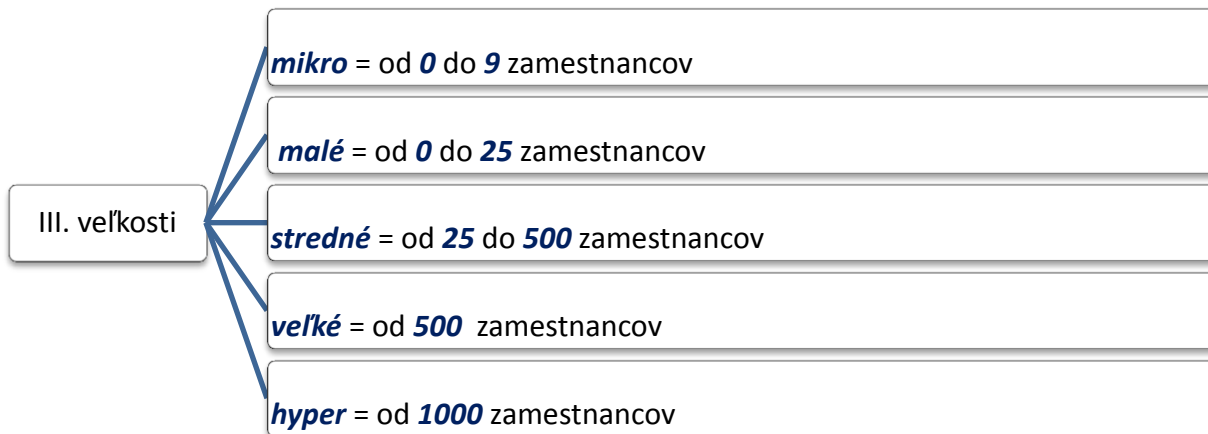 mikro = od 0 do 9 zamestnancov
malé = od 0 do 25 zamestnancov
III. veľkosti
stredné = od 25 do 500 zamestnancov
veľké = od 500 zamestnancov
hyper = od 1000 zamestnancov